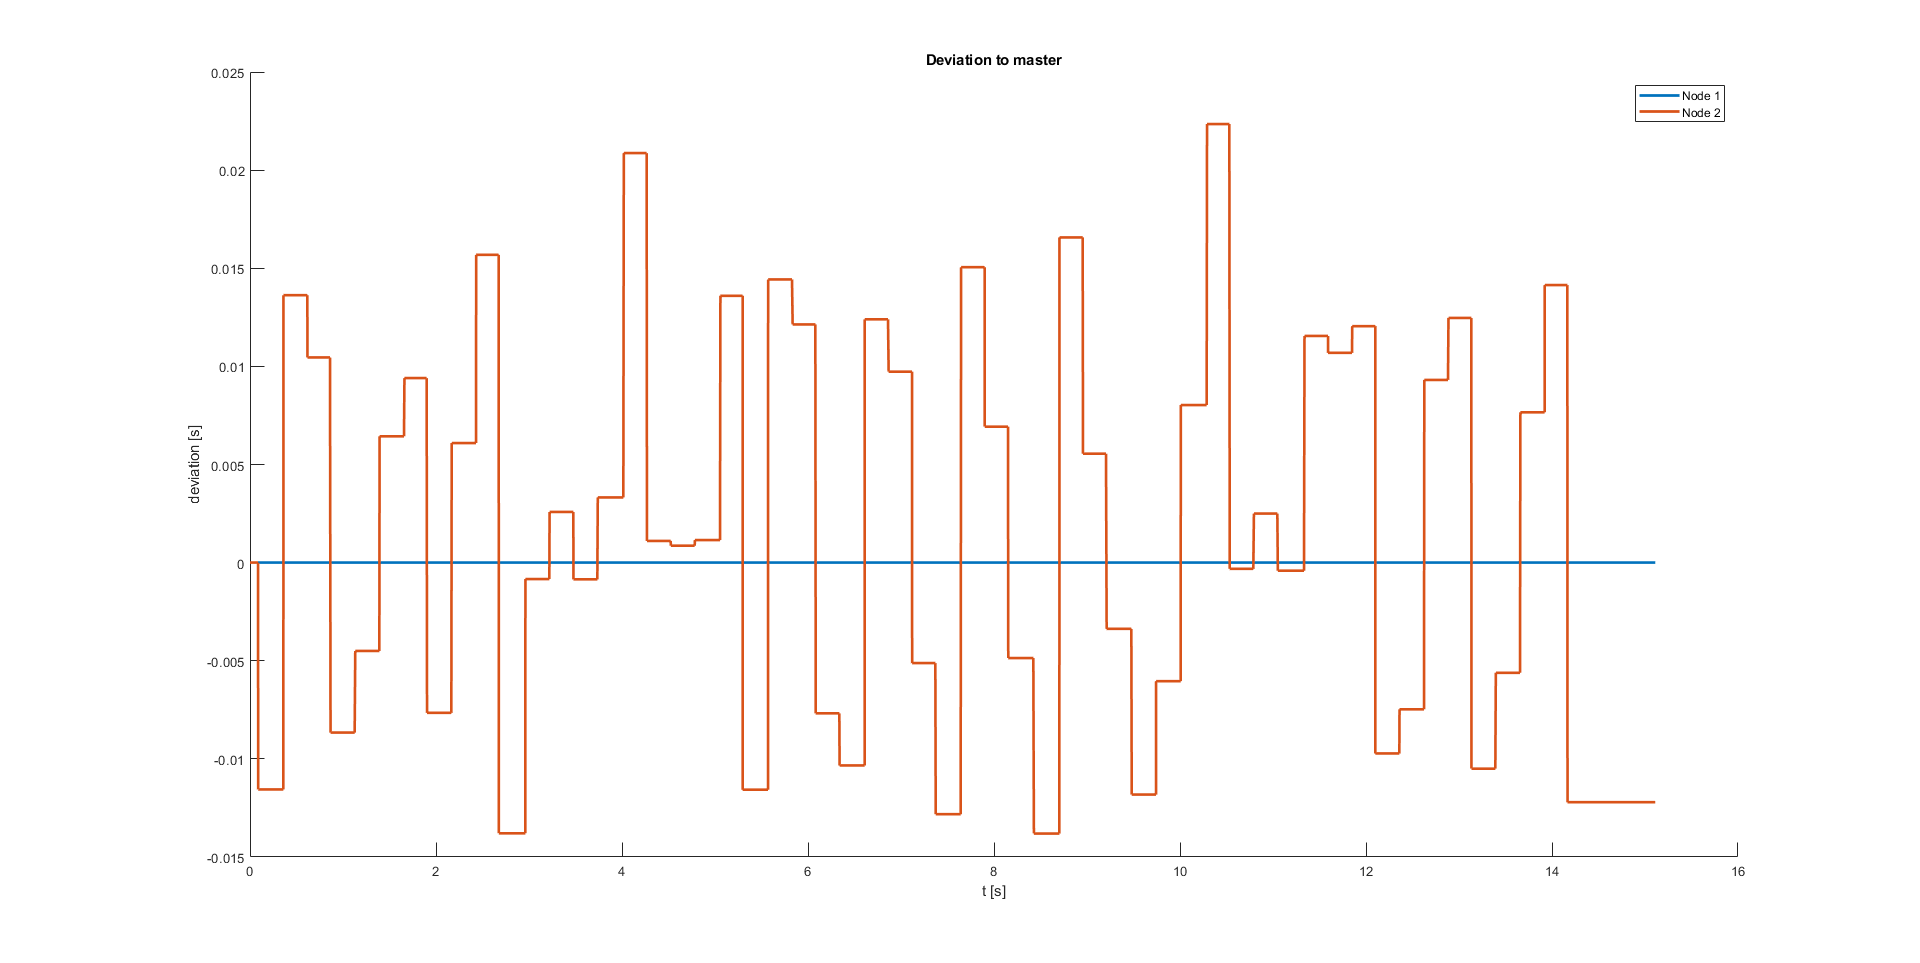 Deviation to master
0.025
0.02
0.015
0.01
0.005
0
-0.005
-0.01
-0.015
deviation [s]
Node 1
Node 2
0 2 4 6 8 10 12 14 16
t [s]